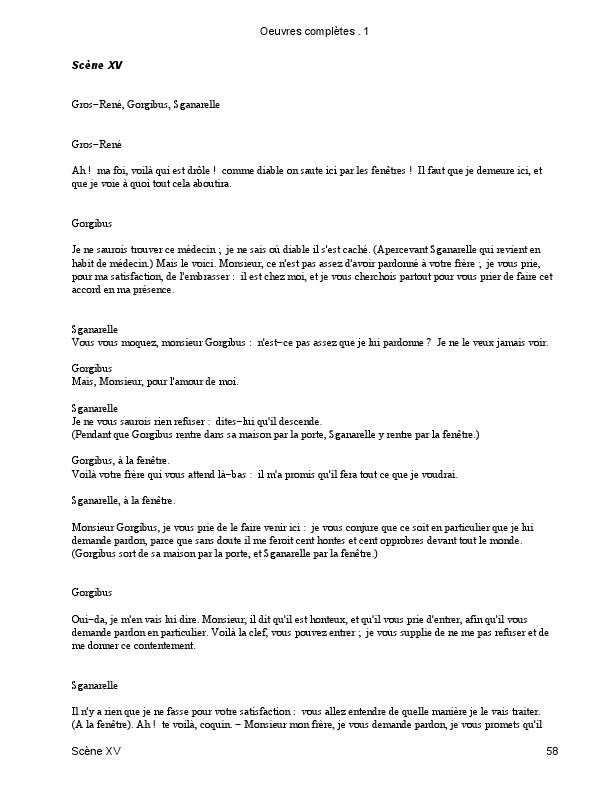 Oeuvres complètes . 1
Scène XV
Gros−René, Gorgibus, Sganarelle
Gros−René
Ah ! ma foi, voilà qui est drôle ! comme diable on saute ici par les fenêtres ! Il faut que je demeure ici, et
que je voie à quoi tout cela aboutira.
Gorgibus
Je ne saurois trouver ce médecin ; je ne sais où diable il s'est caché. (Apercevant Sganarelle qui revient en
habit de médecin.) Mais le voici. Monsieur, ce n'est pas assez d'avoir pardonné à votre frère ; je vous prie,
pour ma satisfaction, de l'embrasser : il est chez moi, et je vous cherchois partout pour vous prier de faire cet
accord en ma présence.
Sganarelle
Vous vous moquez, monsieur Gorgibus : n'est−ce pas assez que je lui pardonne ? Je ne le veux jamais voir.
Gorgibus
Mais, Monsieur, pour l'amour de moi.
Sganarelle
Je ne vous saurois rien refuser : dites−lui qu'il descende.
(Pendant que Gorgibus rentre dans sa maison par la porte, Sganarelle y rentre par la fenêtre.)
Gorgibus, à la fenêtre.
Voilà votre frère qui vous attend là−bas : il m'a promis qu'il fera tout ce que je voudrai.
Sganarelle, à la fenêtre.
Monsieur Gorgibus, je vous prie de le faire venir ici : je vous conjure que ce soit en particulier que je lui
demande pardon, parce que sans doute il me feroit cent hontes et cent opprobres devant tout le monde.
(Gorgibus sort de sa maison par la porte, et Sganarelle par la fenêtre.)
Gorgibus
Oui−da, je m'en vais lui dire. Monsieur, il dit qu'il est honteux, et qu'il vous prie d'entrer, afin qu'il vous
demande pardon en particulier. Voilà la clef, vous pouvez entrer ; je vous supplie de ne me pas refuser et de
me donner ce contentement.
Sganarelle
Il n'y a rien que je ne fasse pour votre satisfaction : vous allez entendre de quelle manière je le vais traiter.
(A la fenêtre). Ah ! te voilà, coquin. − Monsieur mon frère, je vous demande pardon, je vous promets qu'il
Scène XV 58